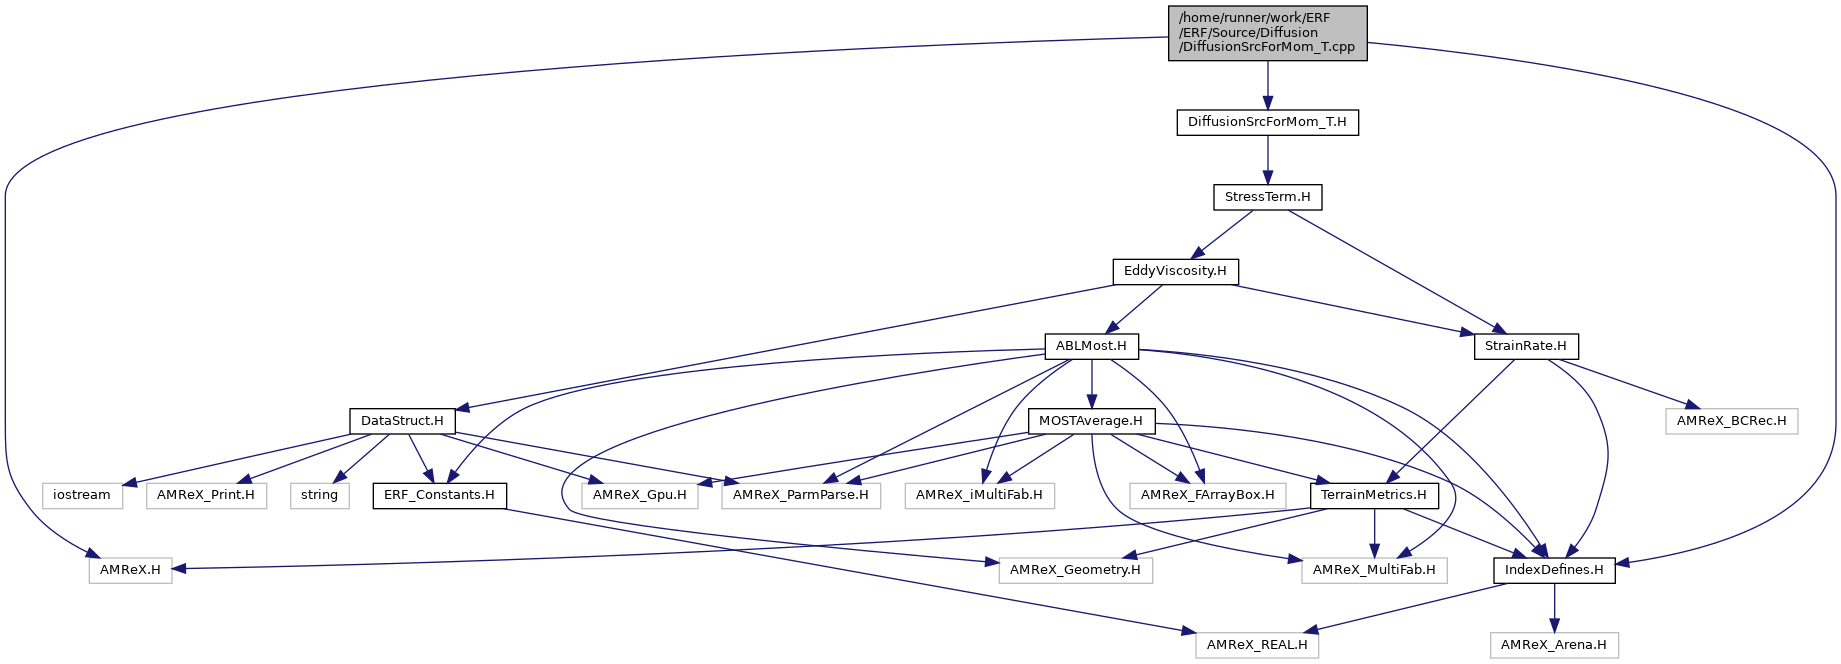 /home/runner/work/ERF
/ERF/Source/Diffusion
/DiffusionSrcForMom_T.cpp
DiffusionSrcForMom_T.H
StressTerm.H
EddyViscosity.H
ABLMost.H
StrainRate.H
DataStruct.H
MOSTAverage.H
AMReX_BCRec.H
iostream
AMReX_Print.H
string
ERF_Constants.H
AMReX_Gpu.H
AMReX_ParmParse.H
AMReX_iMultiFab.H
AMReX_FArrayBox.H
TerrainMetrics.H
AMReX.H
AMReX_Geometry.H
AMReX_MultiFab.H
IndexDefines.H
AMReX_REAL.H
AMReX_Arena.H